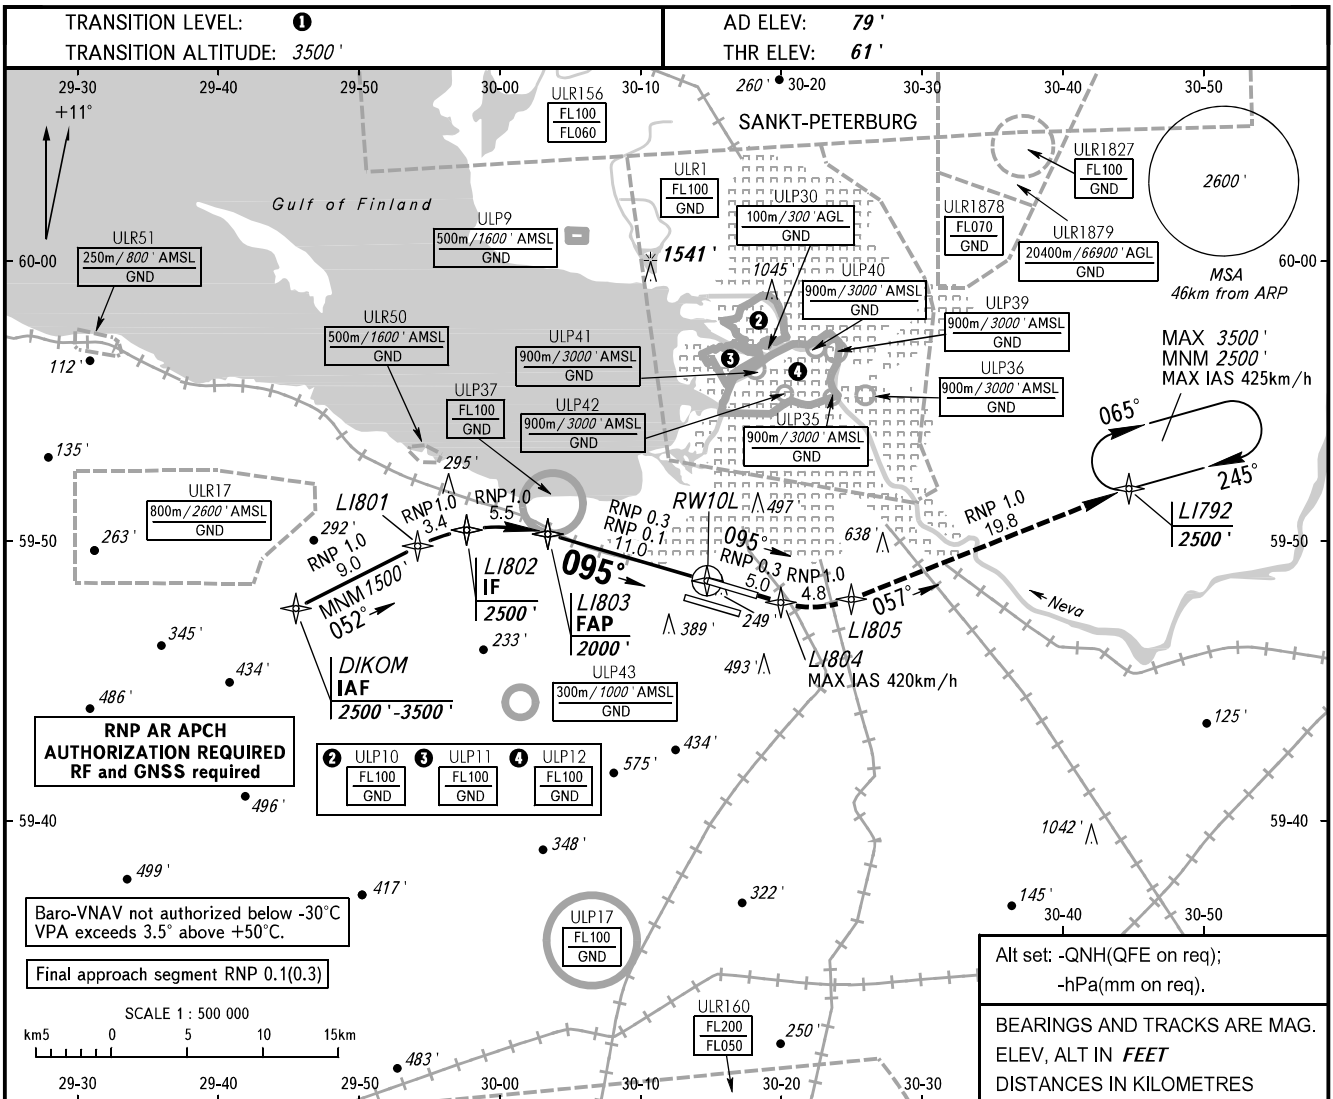 TRANSITION LEVEL: ❶
TRANSITION ALTITUDE: 3500'
AD ELEV: 79'
THR ELEV: 61'
29-30
29-40
29-50
30-00
30-10
260'
30-20
30-30
30-40
30-50
+11°
ULR156
FL100
FL060
SANKT-PETERBURG
ULR1827
FL100
GND
2600'
MSA
46km from ARP
Gulf of Finland
ULR1
FL100
GND
ULP30
100m/300'AGL
GND
ULR1878
FL070
GND
ULR1879
20400m/66900'AGL
GND
ULP9
500m/1600'AMSL
GND
ULR51
250m/800'AMSL
GND
60-00
1541'
1045'
60-00
ULP40
900m/3000'AMSL
GND
ULP39
900m/3000'AMSL
GND
ULR50
500m/1600'AMSL
GND
ULP41
900m/3000'AMSL
GND
❷
❸
❹
ULP36
900m/3000'AMSL
GND
MAX 3500'
MNM 2500'
MAX IAS 425km/h
112'
ULP37
FL100
GND
ULP42
900m/3000'AMSL
GND
ULP35
900m/3000'AMSL
GND
065°
245°
135'
295'
ULR17
800m/2600'AMSL
GND
LI801
RNP1.0
3.4
RNP1.0
5.5
RNP 0.3
RNP 0.1
11.0
RW10L
497'
RNP 1.0
19.8
LI792
2500'
263'
292'
RNP 1.0
9.0
MNM1500'
052°
59-50
638'
59-50
LI802
IF
2500'
095°
095°
RNP 0.3
5.0
RNP1.0
4.8
057°
Neva
LI803
FAP
2000'
389'
249
LI805
345'
233'
493'
LI804
MAX IAS 420km/h
DIKOM
IAF
2500'-3500'
434'
486'
ULP43
300m/1000'AMSL
GND
125'
RNP AR APCH
AUTHORIZATION REQUIRED
RF and GNSS required
❷ ULP10
FL100
GND
❸ ULP11
FL100
GND
❹ ULP12
FL100
GND
434'
575'
496'
59-40
348'
1042'
59-40
499'
417'
322'
145'
30-40
30-50
Baro-VNAV not authorized below -30°C
VPA exceeds 3.5° above +50°C.
ULP17
FL100
GND
Final approach segment RNP 0.1(0.3)
Alt set: -QNH(QFE on req);
-hPa(mm on req).
SCALE 1 : 500 000
km5 0 5 10 15km
ULR160
FL200
FL050
250'
483'
BEARINGS AND TRACKS ARE MAG.
ELEV, ALT IN FEET
DISTANCES IN KILOMETRES
29-30
29-40
29-50
30-00
30-10
30-20
30-30